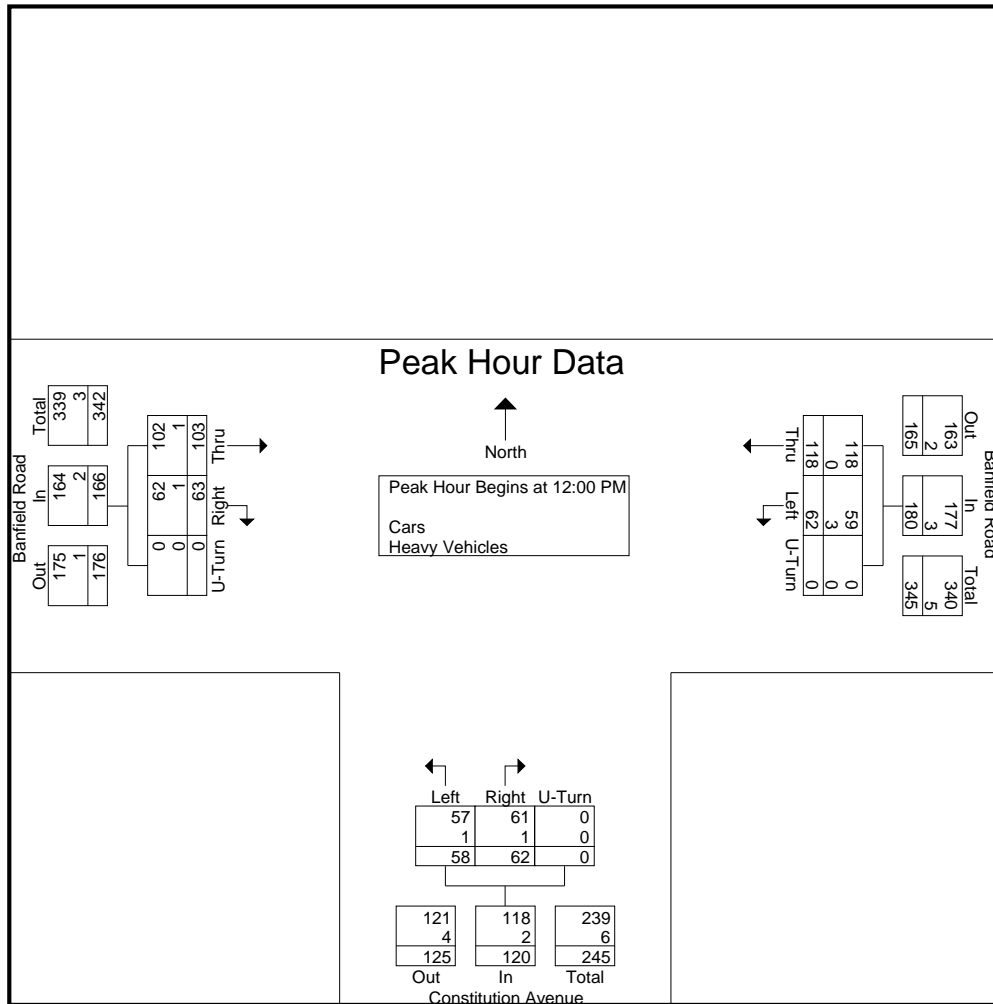 Peak Hour Data
North
Peak Hour Begins at 12:00 PM
Cars
Heavy Vehicles
Banfield Road
Total
339
3
342
In
164
2
166
Out
175
1
176
102
1
103
Thru
62
1
63
Right
0
0
0
U-Turn
Banfield Road
Out
163
2
165
In
177
3
180
Total
340
5
345
118
0
118
Thru
59
3
62
Left
0
0
0
U-Turn
Left Right U-Turn
57 61 0
1 1 0
58 62 0
121 118 239
4 2 6
125 120 245
Out In Total
Constitution Avenue